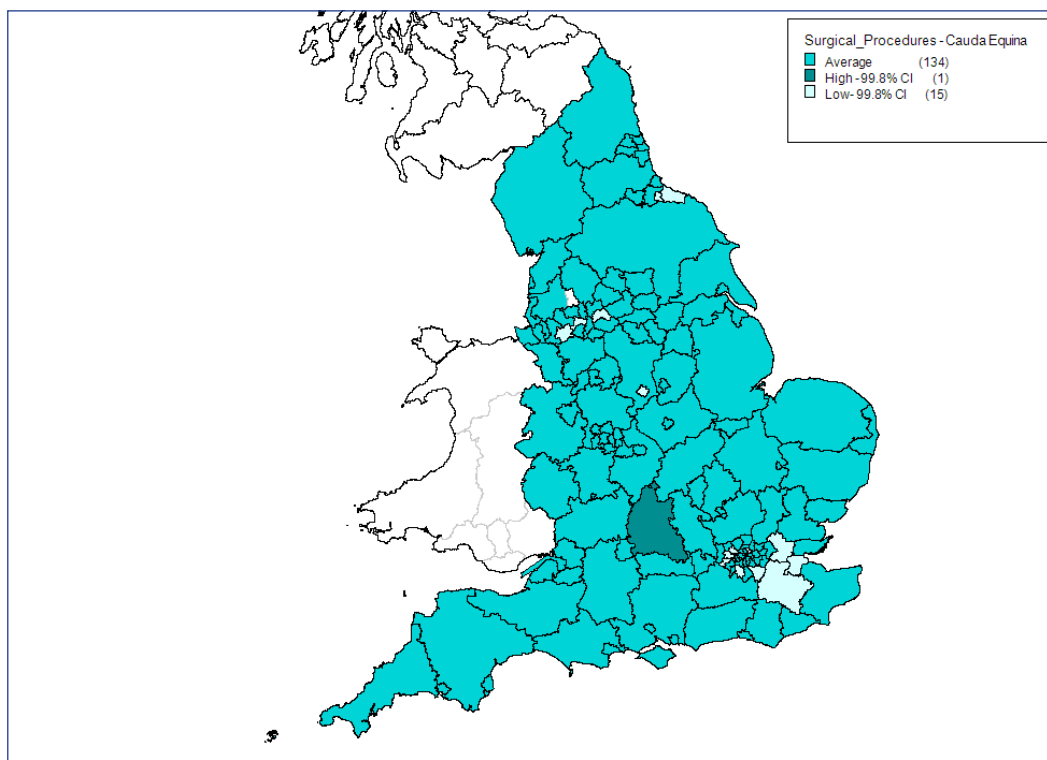 Surgical_Procedures - Cauda Equina
Average (134)
High - 99.8% CI (1)
Low- 99.8% CI (15)